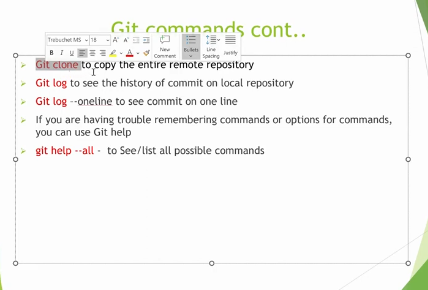 Git commands cont..
Trebuchet MS
18
A
A
B
I
U
A
New
Comment
Bullets
Line
Spacing
Justify
Git clone to copy the entire remote repository
Git log to see the history of commit on local repository
Git log --oneline to see commit on one line
If you are having trouble remembering commands or options for commands,
you can use Git help
git help --all - to See/list all possible commands